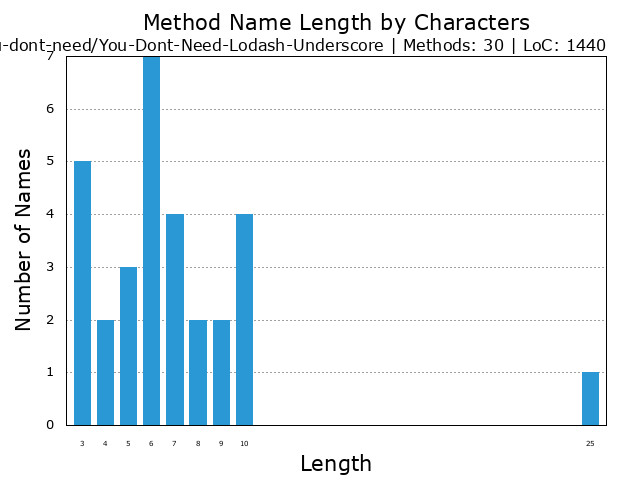 Method Name Length by Characters
-dont-need/You-Dont-Need-Lodash-Underscore | Methods: 30 | LoC: 1440
7
6
5
4
3
2
1
0
Number of Names
3 4 5 6 7 8 9 10 25
Length